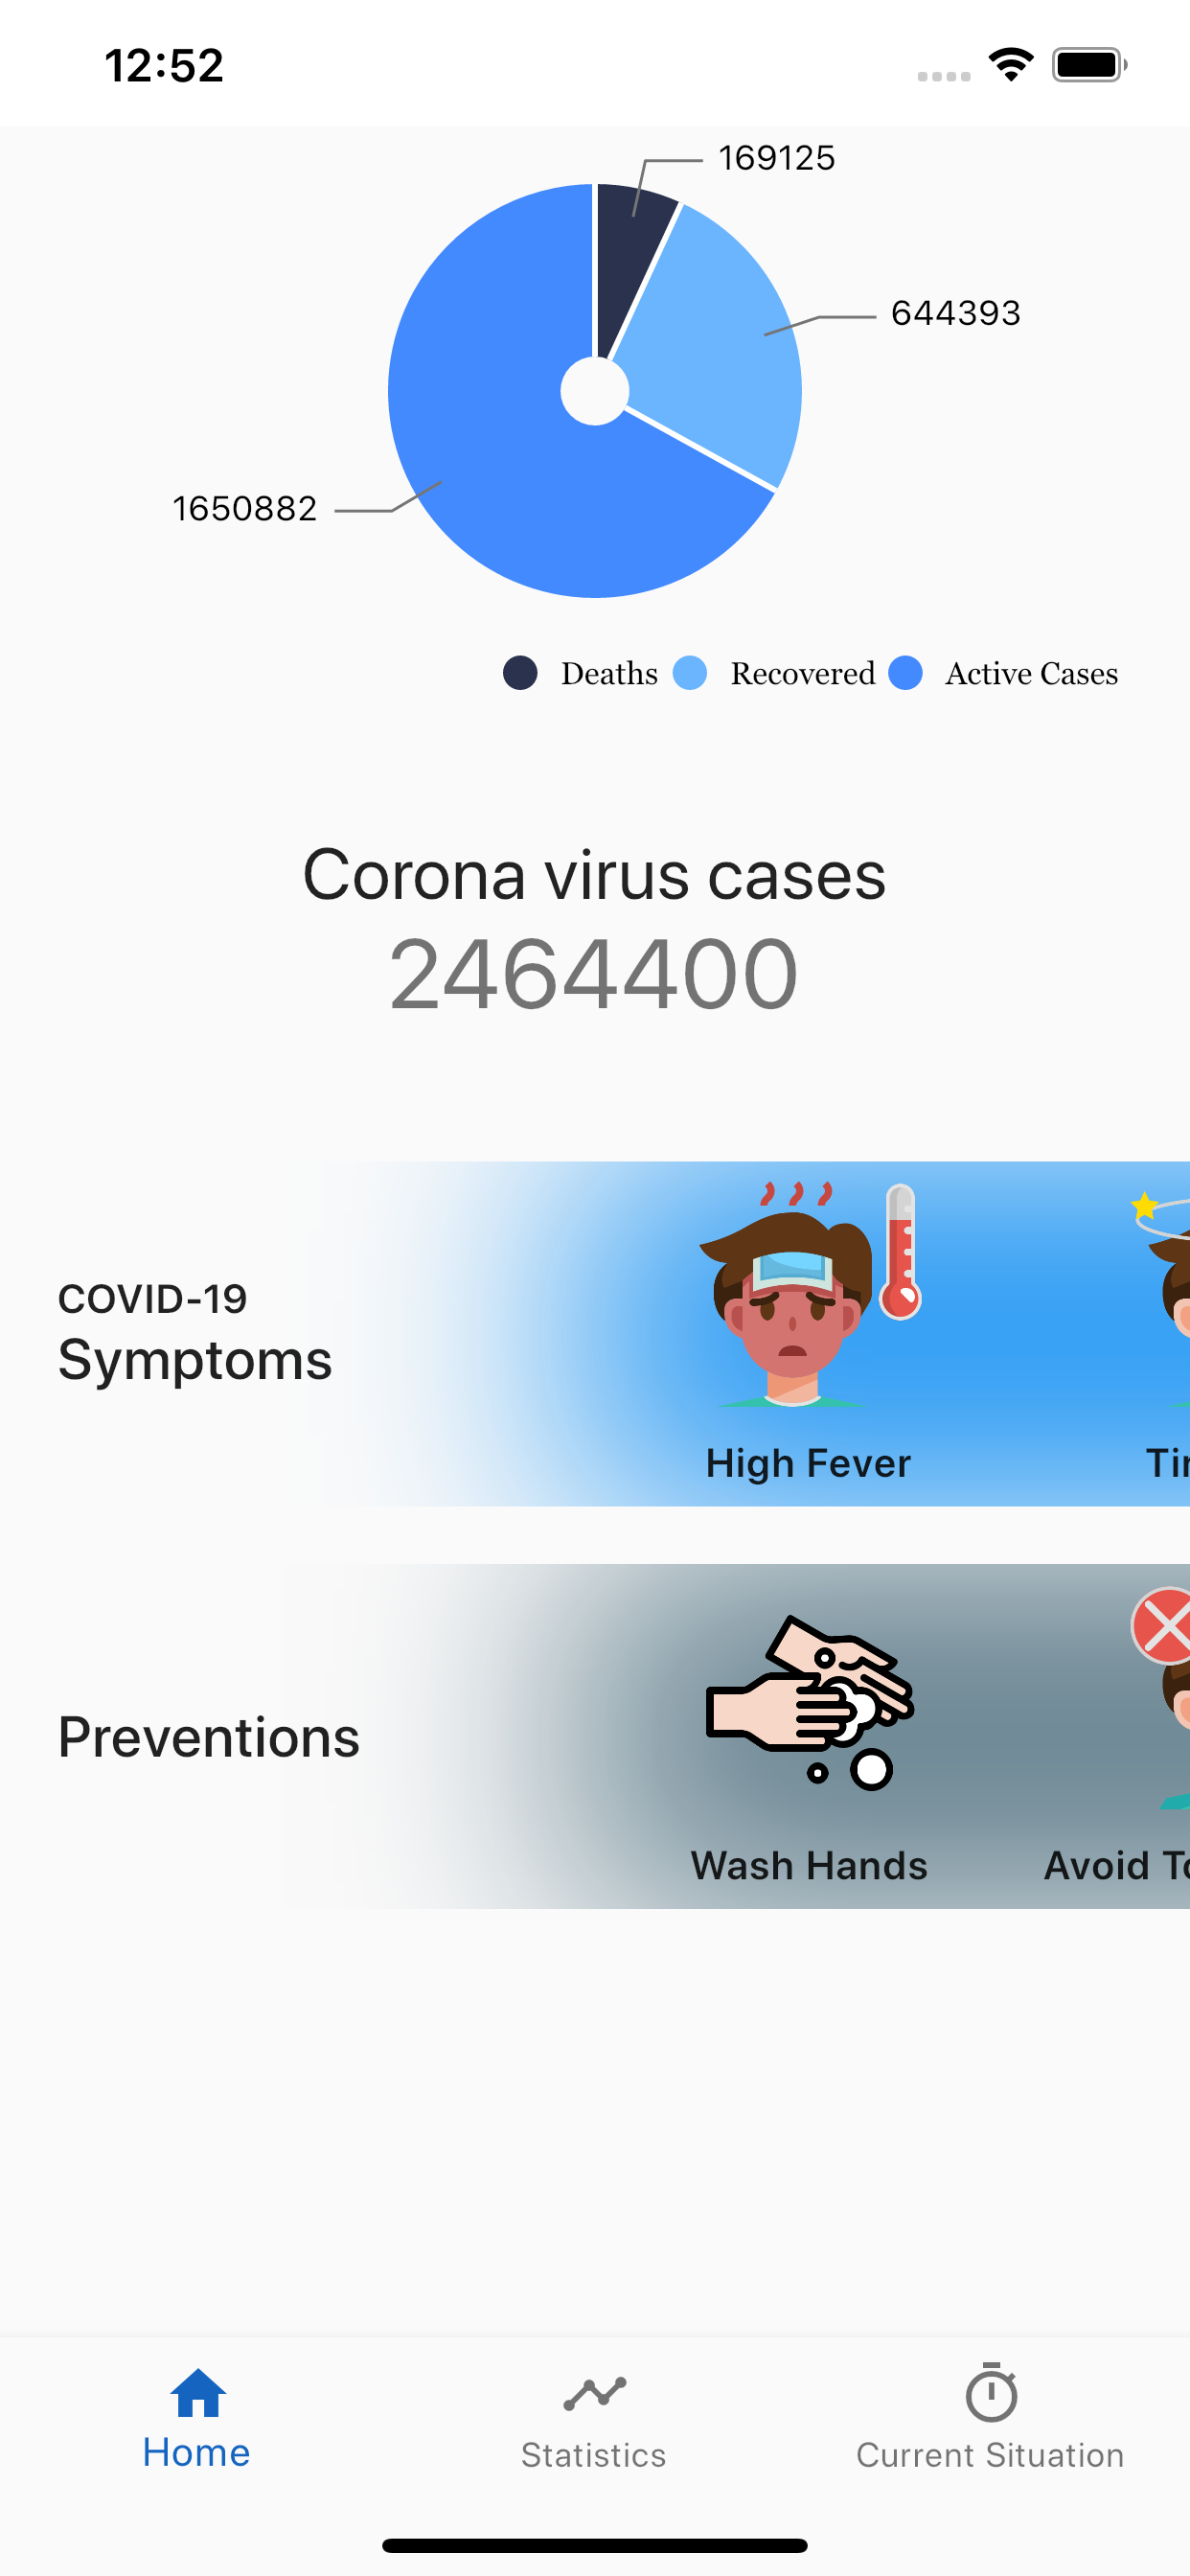 12:52
169125
644393
1650882
Deaths Recovered Active Cases
Corona virus cases
2464400
COVID-19
Symptoms
High Fever
Preventions
Wash Hands Avoid
Home Statistics Current Situation